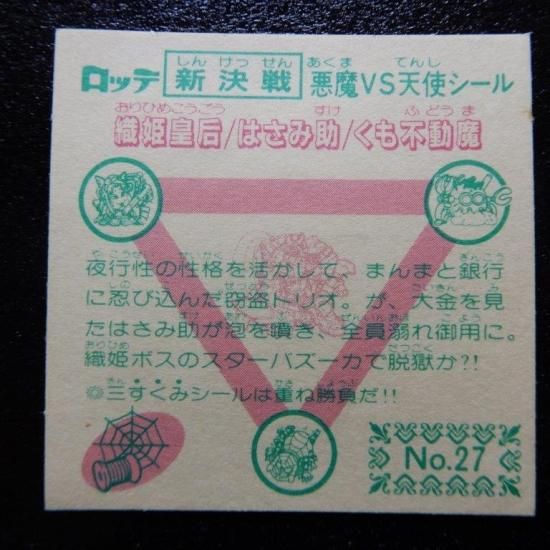 ロッテ 新決戦 悪魔VS天使シール
織姫皇后/はさみ助/くも不動魔
夜行性の性格を活かして、まんまと銀行
に忍び込んだ窃盗トリオ。が、大金を見
たはさみ助が泡を噴き、全員溺れ御用に。
織姫ボスのスターバズーカで脱獄か?!
◎三すくみシールは重ね勝負だ!!
No.27